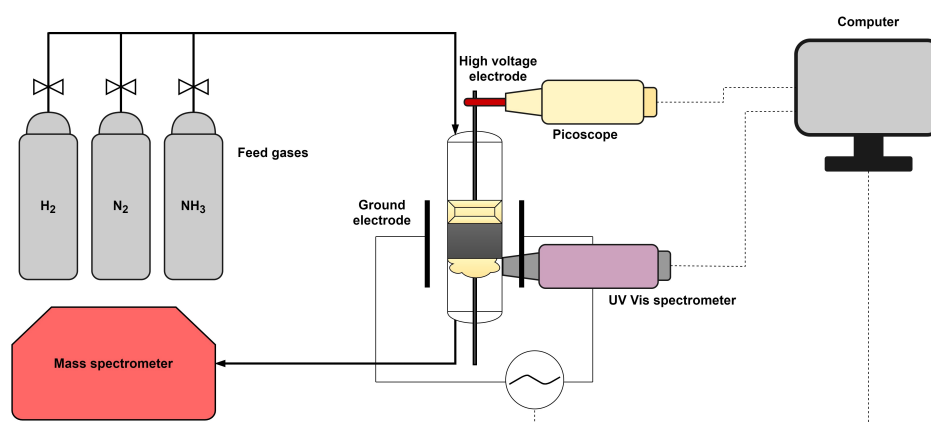 Computer
High voltage
electrode
Picoscope
Feed gases
H2
N2
NH3
Ground
electrode
UV Vis spectrometer
Mass spectrometer